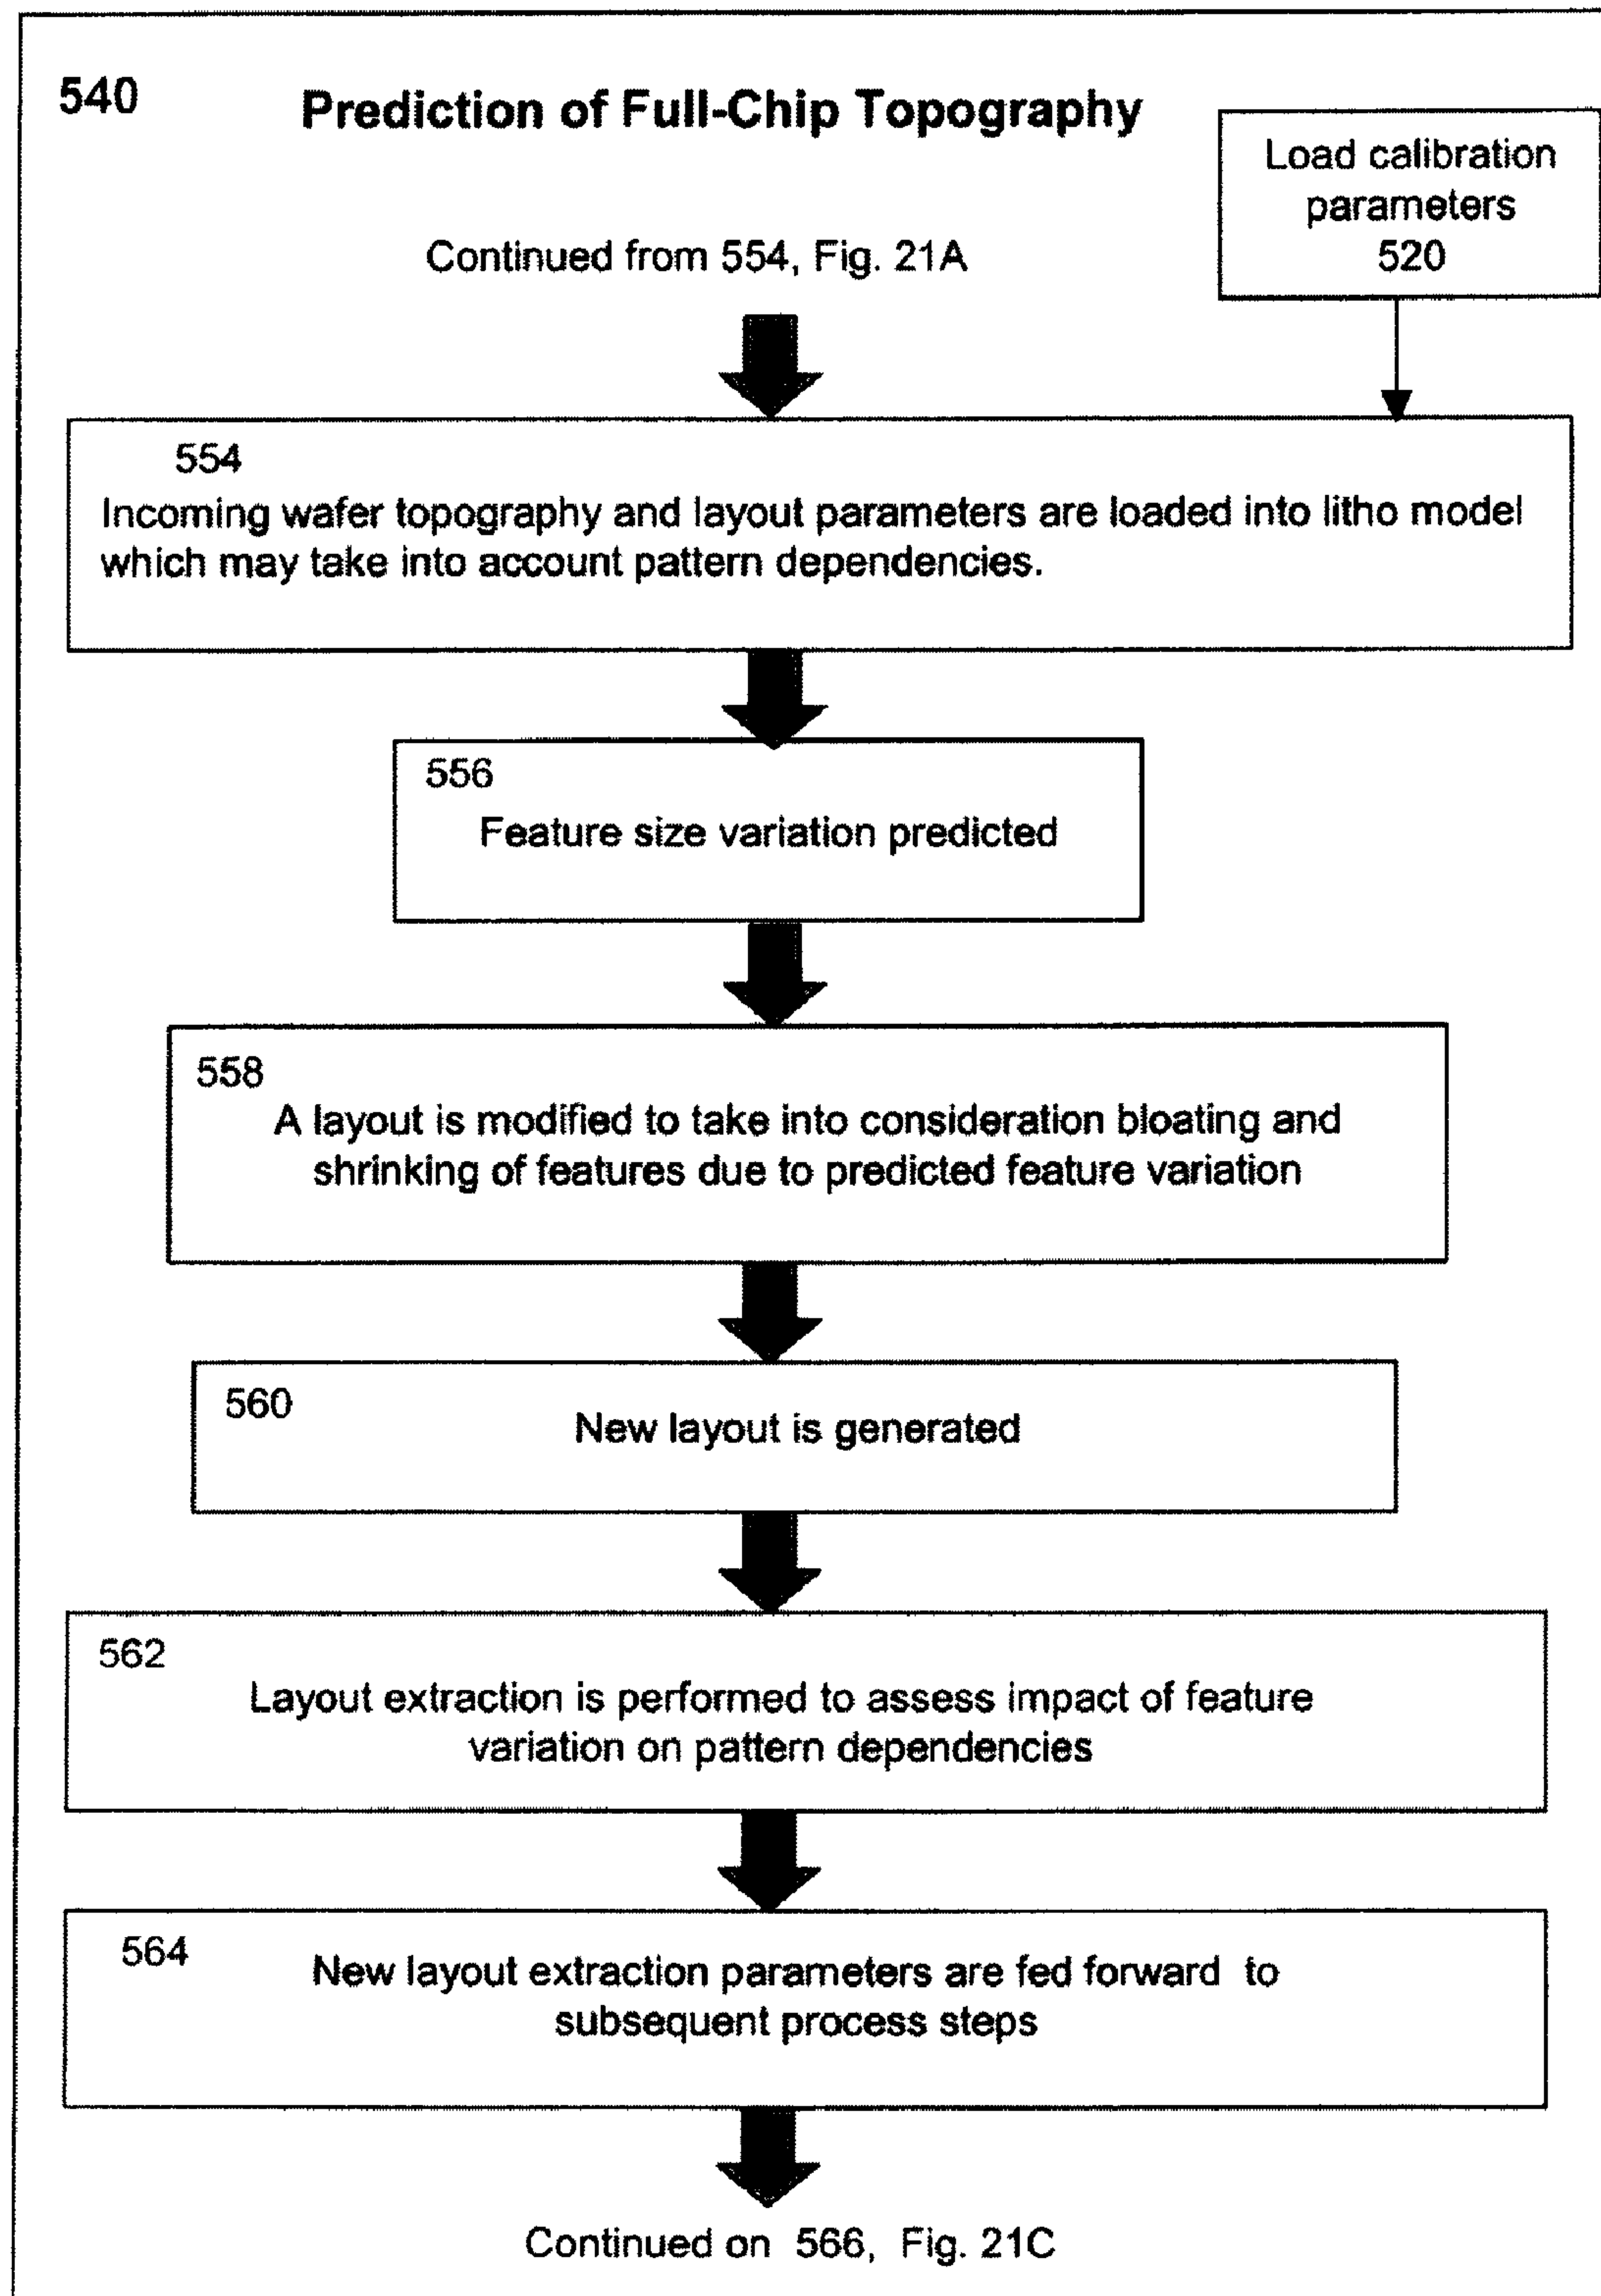 540
Prediction of Full-Chip Topography
Load calibration
parameters
520
Continued from 554, Fig. 21A
554
Incoming wafer topography and layout parameters are loaded into litho model
which may take into account pattern dependencies.
556
Feature size variation predicted
558
A layout is modified to take into consideration bloating and
shrinking of features due to predicted feature variation
560
New layout is generated
562
Layout extraction is performed to assess impact of feature
variation on pattern dependencies
564
New layout extraction parameters are fed forward to
subsequent process steps
Continued on 566, Fig. 21C